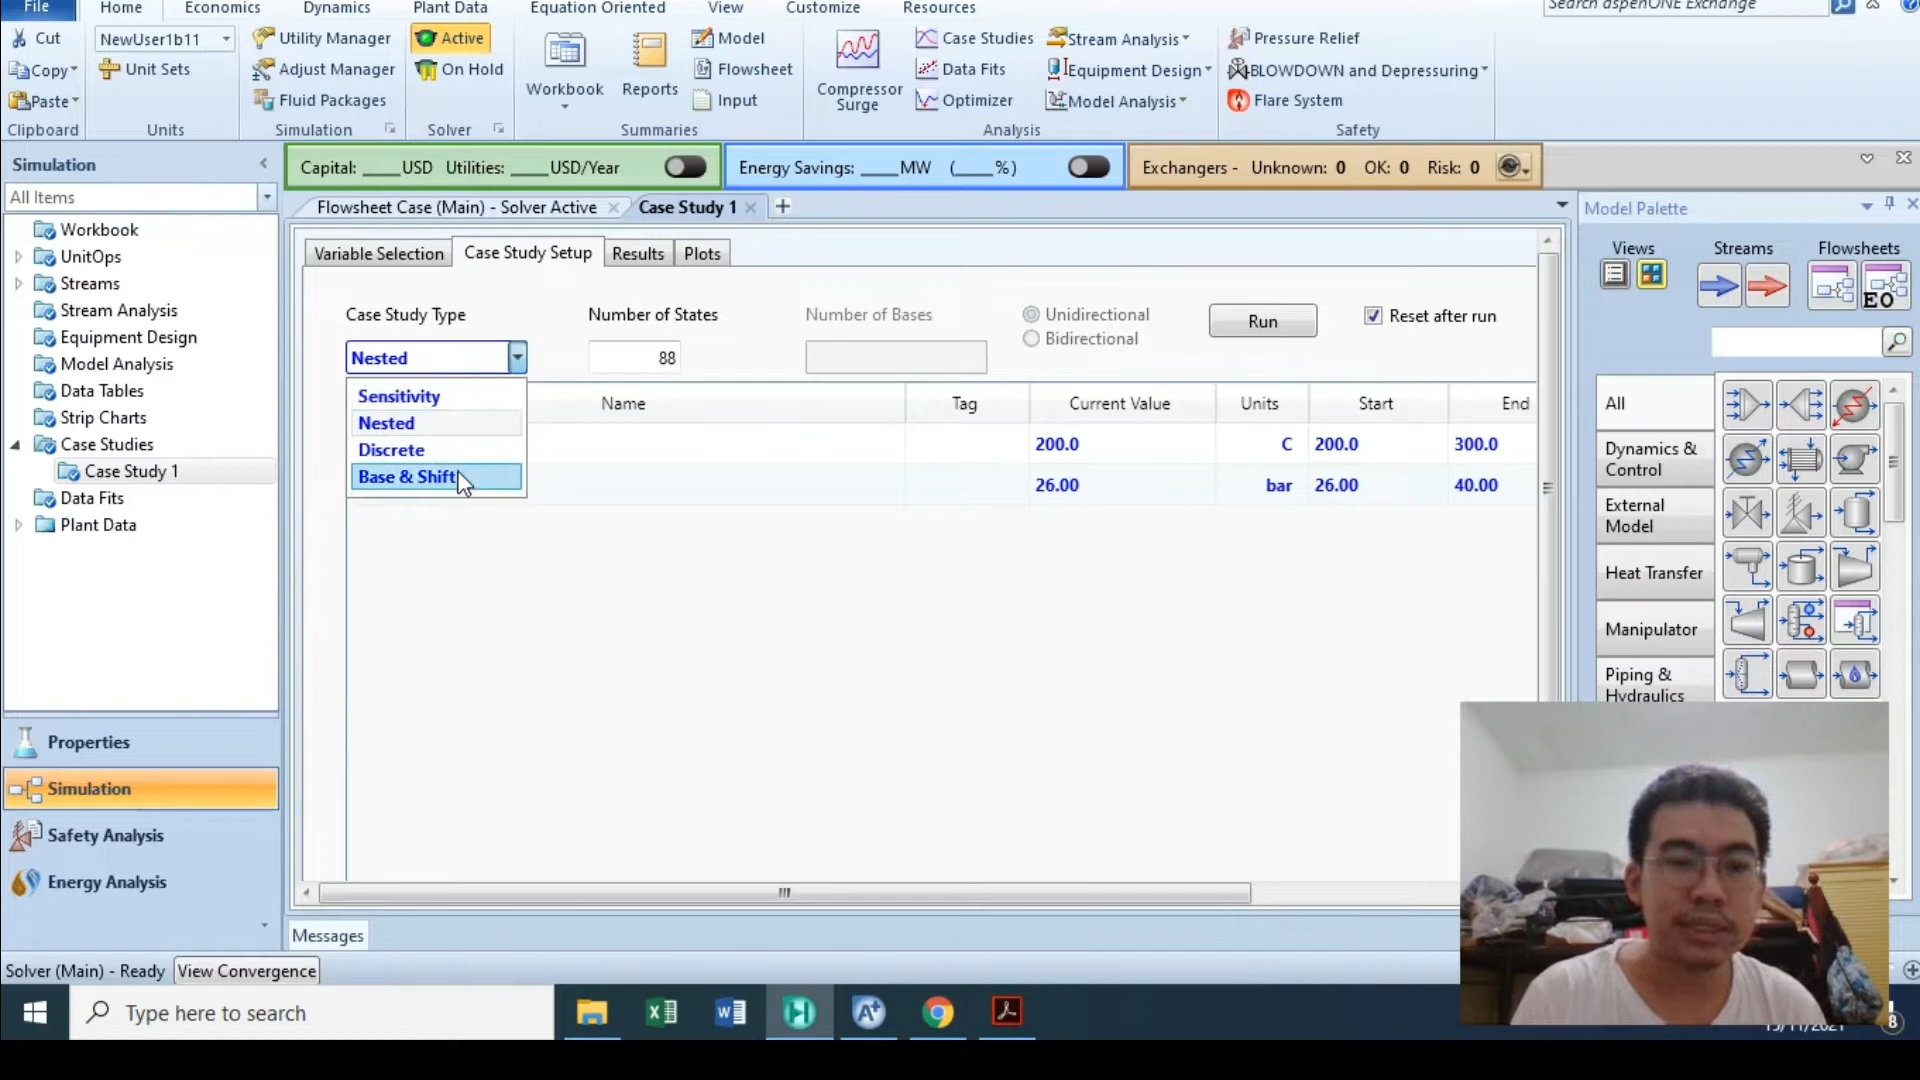 File Home Economics Dynamics Plant Data Equation Oriented View Customize Resources Search aspenONE Exchange
Cut
Copy
Paste
Clipboard
NewUser1b11
Unit Sets
Units
Utility Manager
Adjust Manager
Fluid Packages
Simulation
Active
On Hold
Solver
Workbook
Reports
Model
Flowsheet
Input
Summaries
Compressor
Surge
Case Studies
Data Fits
Optimizer
Stream Analysis
Equipment Design
Model Analysis
Analysis
Pressure Relief
BLOWDOWN and Depressuring
Flare System
Safety
Capital: ____USD Utilities: ____USD/Year
Energy Savings: ____MW (____%)
Exchangers - Unknown: 0 OK: 0 Risk: 0
Simulation
All Items
Workbook
UnitOps
Streams
Stream Analysis
Equipment Design
Model Analysis
Data Tables
Strip Charts
Case Studies
Case Study 1
Data Fits
Plant Data
Properties
Simulation
Safety Analysis
Energy Analysis
Flowsheet Case (Main) - Solver Active
Case Study 1
Variable Selection Case Study Setup Results Plots
Case Study Type Number of States Number of Bases
Unidirectional
Bidirectional
Run
Reset after run
Nested
88
Sensitivity
Nested
Discrete
Base & Shift
Name Tag Current Value Units Start End
200.0 C 200.0 300.0
26.00 bar 26.00 40.00
Model Palette
Views Streams Flowsheets
EO
All
Dynamics &
Control
External
Model
Heat Transfer
Manipulator
Piping &
Hydraulics
Messages
Solver (Main) - Ready View Convergence
Type here to search